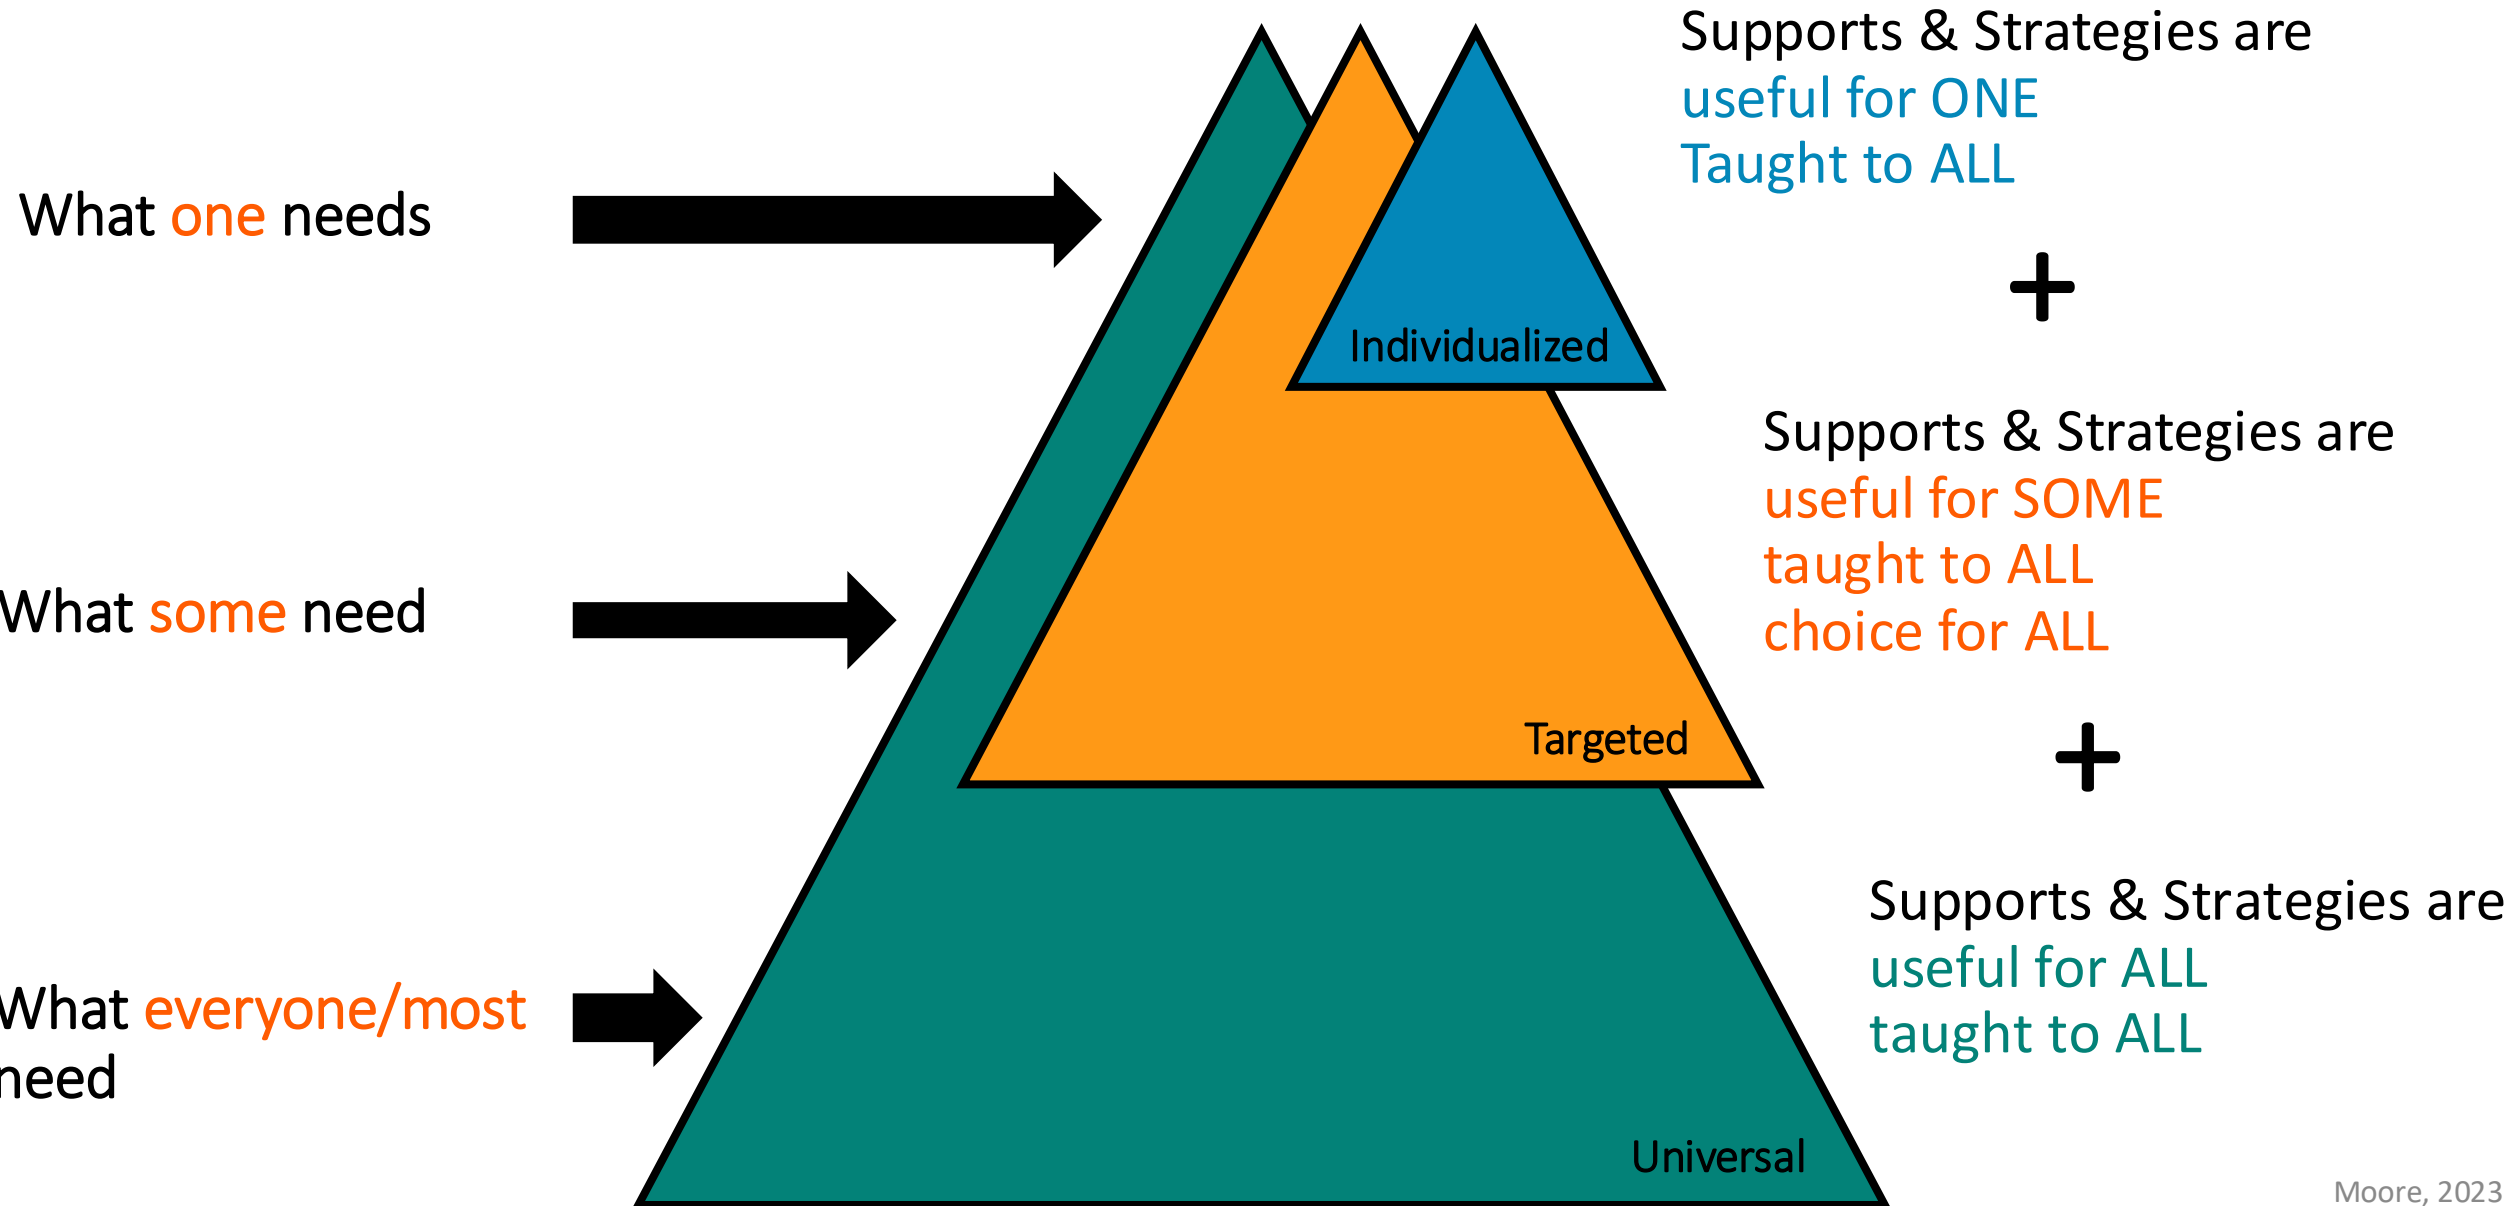 Supports & Strategies are
useful for ONE
Taught to ALL
What one needs
Individualized
+
Supports & Strategies are
useful for SOME
taught to ALL
choice for ALL
What some need
Targeted
+
Supports & Strategies are
useful for ALL
taught to ALL
What everyone/most
need
Universal
Moore, 2023